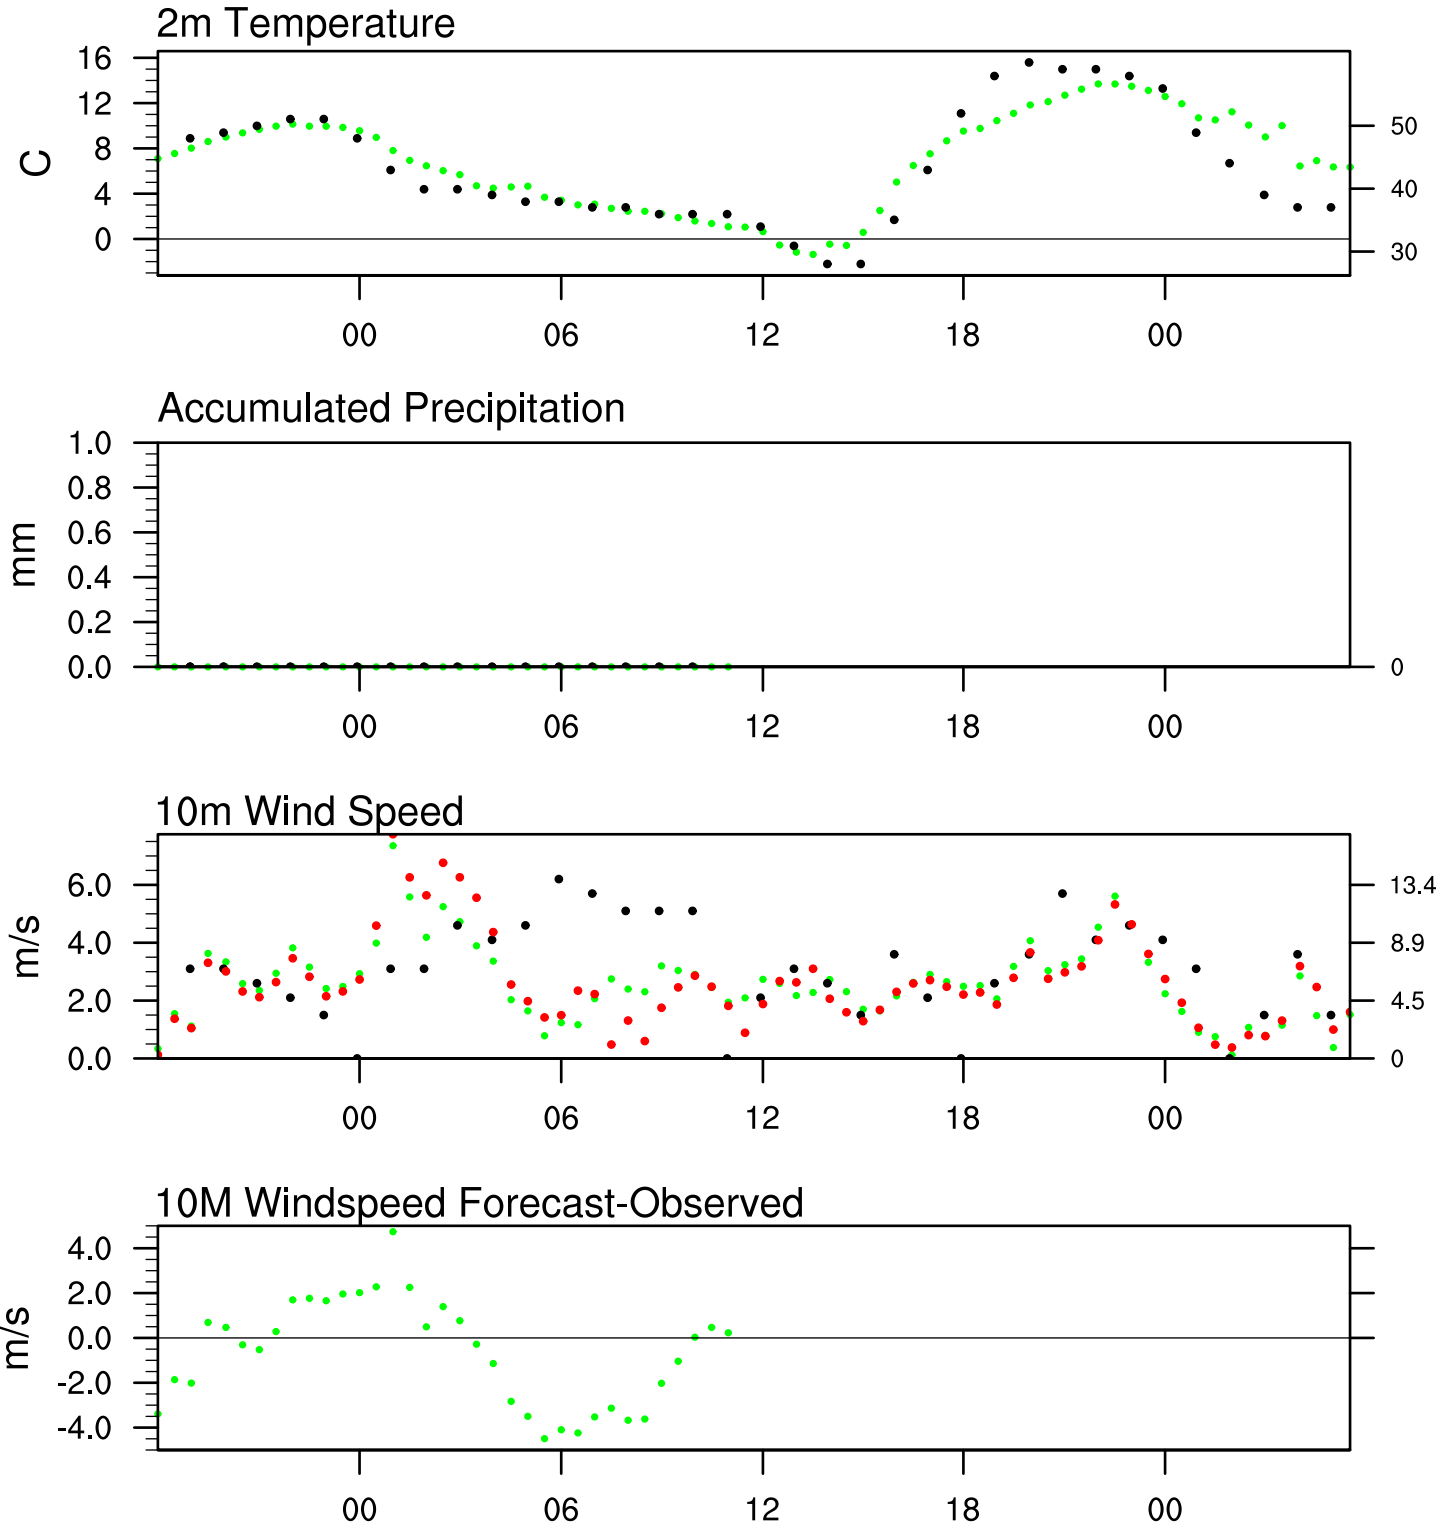 2m Temperature
16
12
8
4
0
C
50
40
30
00 06 12 18 00
Accumulated Precipitation
1.0
0.8
0.6
0.4
0.2
0.0
mm
0
00 06 12 18 00
10m Wind Speed
6.0
4.0
2.0
0.0
m/s
13.4
8.9
4.5
0
00 06 12 18 00
10M Windspeed Forecast-Observed
4.0
2.0
0.0
-2.0
-4.0
m/s
00 06 12 18 00